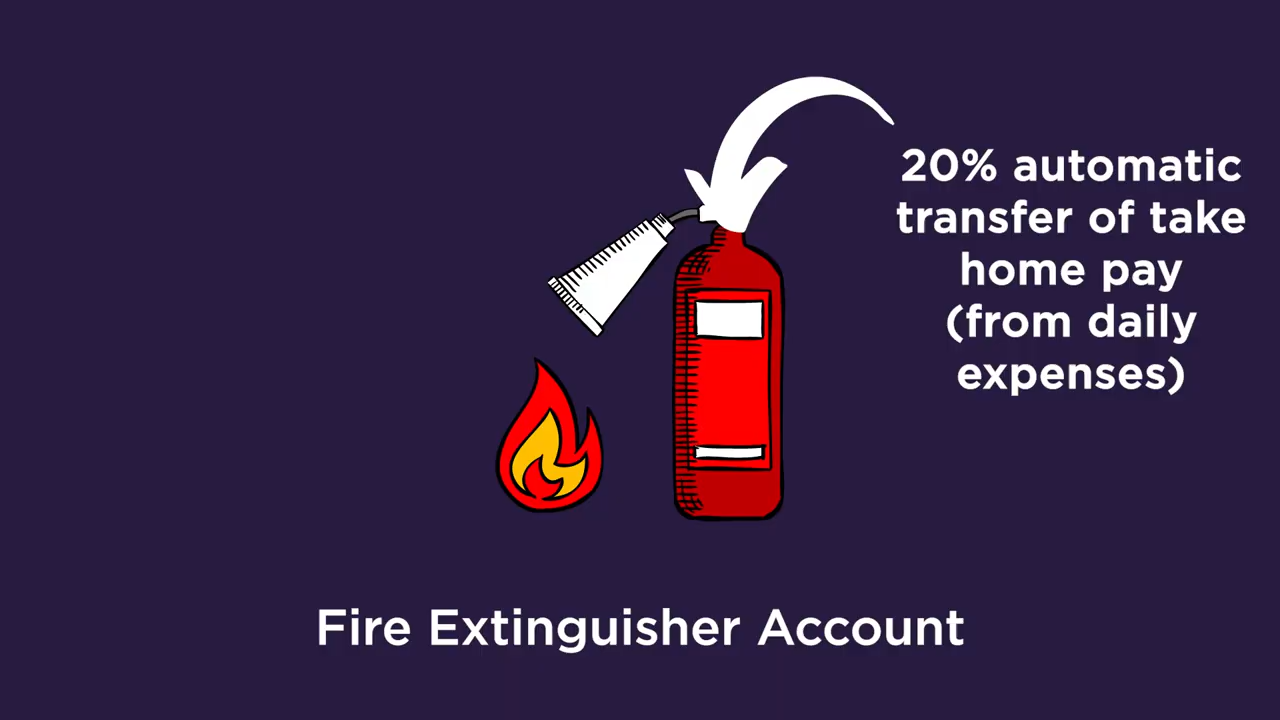 20% automatic
transfer of take
home pay
(from daily
expenses)
Fire Extinguisher Account